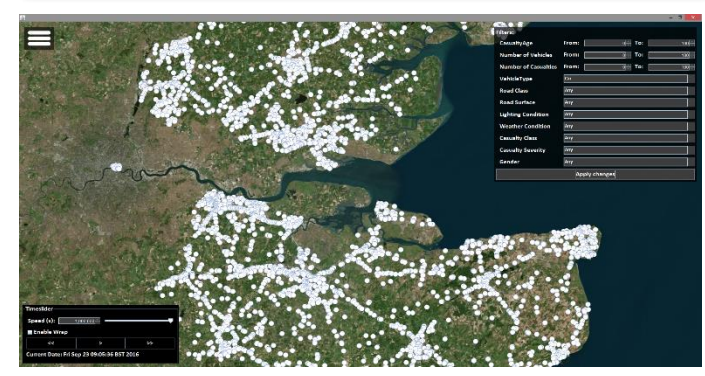 Filters:
CasualtyAge From: To:
Number of Vehicles From: To:
Number of Casualties From: To:
VehicleType
Road Class Any
Road Surface Any
Lighting Condition Any
Weather Condition Any
Casualty Class Any
Casualty Severity Any
Gender Any
Apply changes
Timeslider
Speed (x):
Enable Wrap
<< > >>
Current Date: Fri Sep 23 09:05:36 BST 2016